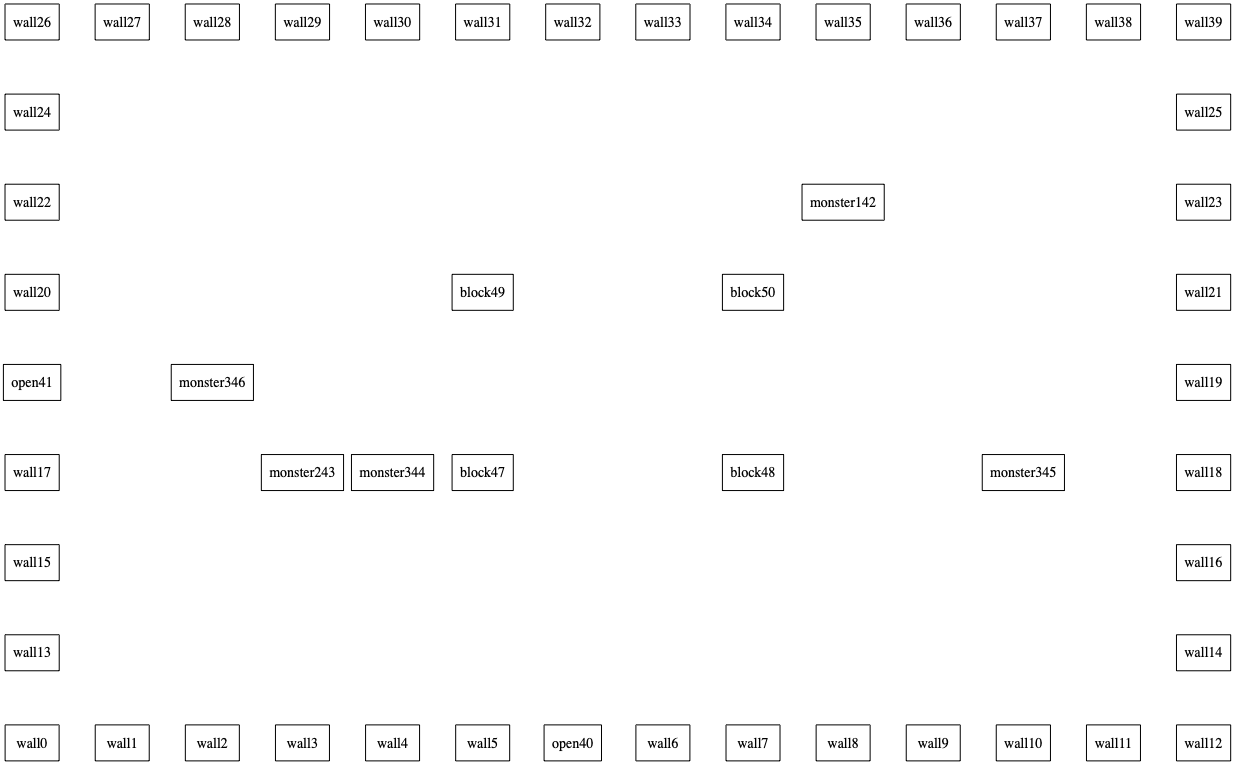 wall26 wall27 wall28 wall29 wall30 wall31 wall32 wall33 wall34 wall35 wall36 wall37 wall38 wall39
wall24 wall25
wall22 monster142 wall23
wall20 block49 block50 wall21
open41 monster346 wall19
wall17 monster243 monster344 block47 block48 monster345 wall18
wall15 wall16
wall13 wall14
wall0 wall1 wall2 wall3 wall4 wall5 open40 wall6 wall7 wall8 wall9 wall10 wall11 wall12